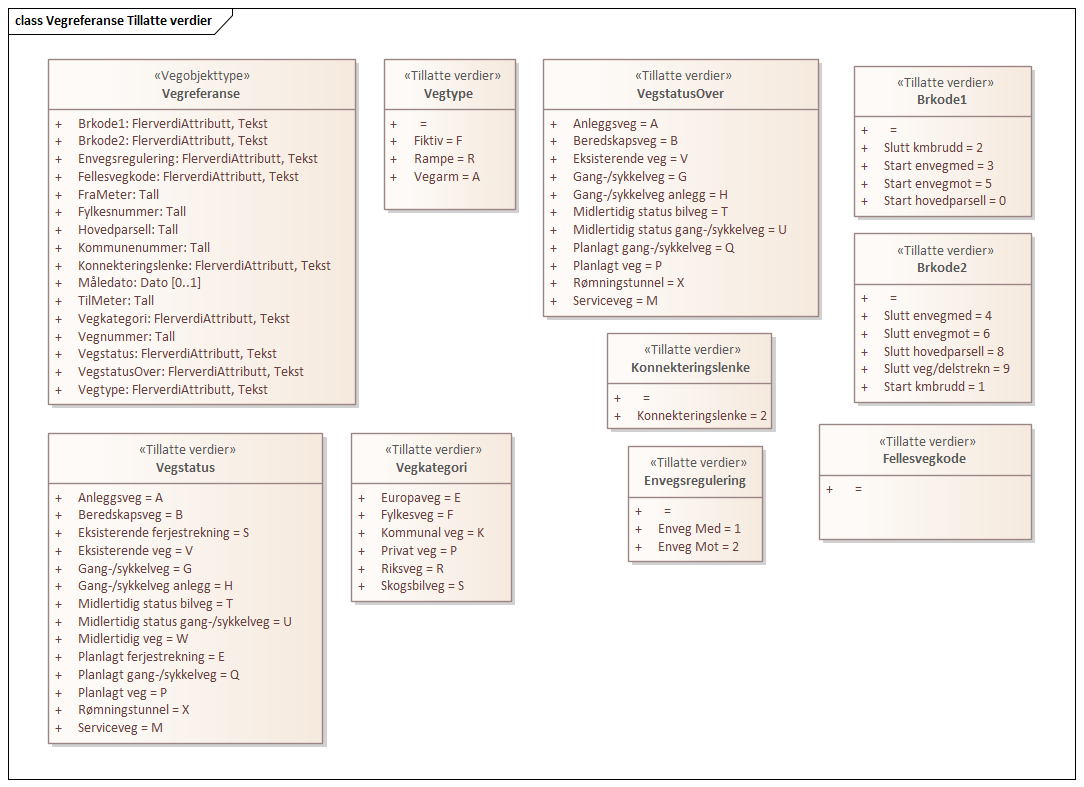 class Vegreferanse Tillatte verdier
«Vegobjekttype»
Vegreferanse
+ Brkode1: FlerverdiAttributt, Tekst
+ Brkode2: FlerverdiAttributt, Tekst
+ Envegsregulering: FlerverdiAttributt, Tekst
+ Fellesvegkode: FlerverdiAttributt, Tekst
+ FraMeter: Tall
+ Fylkesnummer: Tall
+ Hovedparsell: Tall
+ Kommunenummer: Tall
+ Konnekteringslenke: FlerverdiAttributt, Tekst
+ Måledato: Dato [0..1]
+ TilMeter: Tall
+ Vegkategori: FlerverdiAttributt, Tekst
+ Vegnummer: Tall
+ Vegstatus: FlerverdiAttributt, Tekst
+ VegstatusOver: FlerverdiAttributt, Tekst
+ Vegtype: FlerverdiAttributt, Tekst
«Tillatte verdier»
Vegtype
+ =
+ Fiktiv = F
+ Rampe = R
+ Vegarm = A
«Tillatte verdier»
VegstatusOver
+ Anleggsveg = A
+ Beredskapsveg = B
+ Eksisterende veg = V
+ Gang-/sykkelveg = G
+ Gang-/sykkelveg anlegg = H
+ Midlertidig status bilveg = T
+ Midlertidig status gang-/sykkelveg = U
+ Planlagt gang-/sykkelveg = Q
+ Planlagt veg = P
+ Rømningstunnel = X
+ Serviceveg = M
«Tillatte verdier»
Brkode1
+ =
+ Slutt kmbrudd = 2
+ Start envegmed = 3
+ Start envegmot = 5
+ Start hovedparsell = 0
«Tillatte verdier»
Brkode2
+ =
+ Slutt envegmed = 4
+ Slutt envegmot = 6
+ Slutt hovedparsell = 8
+ Slutt veg/delstrekn = 9
+ Start kmbrudd = 1
«Tillatte verdier»
Konnekteringslenke
+ =
+ Konnekteringslenke = 2
«Tillatte verdier»
Vegstatus
+ Anleggsveg = A
+ Beredskapsveg = B
+ Eksisterende ferjestrekning = S
+ Eksisterende veg = V
+ Gang-/sykkelveg = G
+ Gang-/sykkelveg anlegg = H
+ Midlertidig status bilveg = T
+ Midlertidig status gang-/sykkelveg = U
+ Midlertidig veg = W
+ Planlagt ferjestrekning = E
+ Planlagt gang-/sykkelveg = Q
+ Planlagt veg = P
+ Rømningstunnel = X
+ Serviceveg = M
«Tillatte verdier»
Vegkategori
+ Europaveg = E
+ Fylkesveg = F
+ Kommunal veg = K
+ Privat veg = P
+ Riksveg = R
+ Skogsbilveg = S
«Tillatte verdier»
Envegsregulering
+ =
+ Enveg Med = 1
+ Enveg Mot = 2
«Tillatte verdier»
Fellesvegkode
+ =